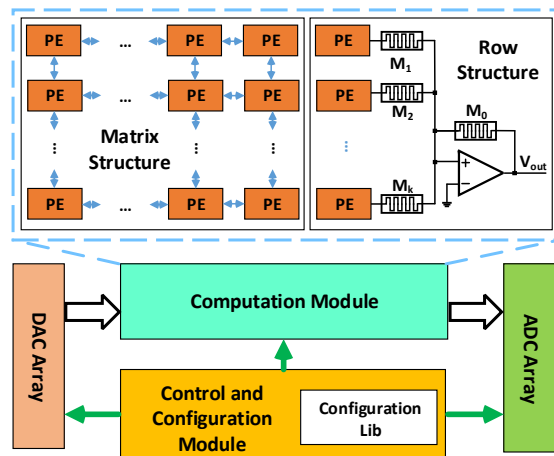 PE ... PE PE
PE ... PE PE
Matrix
Structure
... ... ...
PE ... PE PE
PE
M1
Row
Structure
PE
M2
M0
...
+
−
Vout
PE
Mk
DAC Array
Computation Module
ADC Array
Control and
Configuration
Module
Configuration
Lib